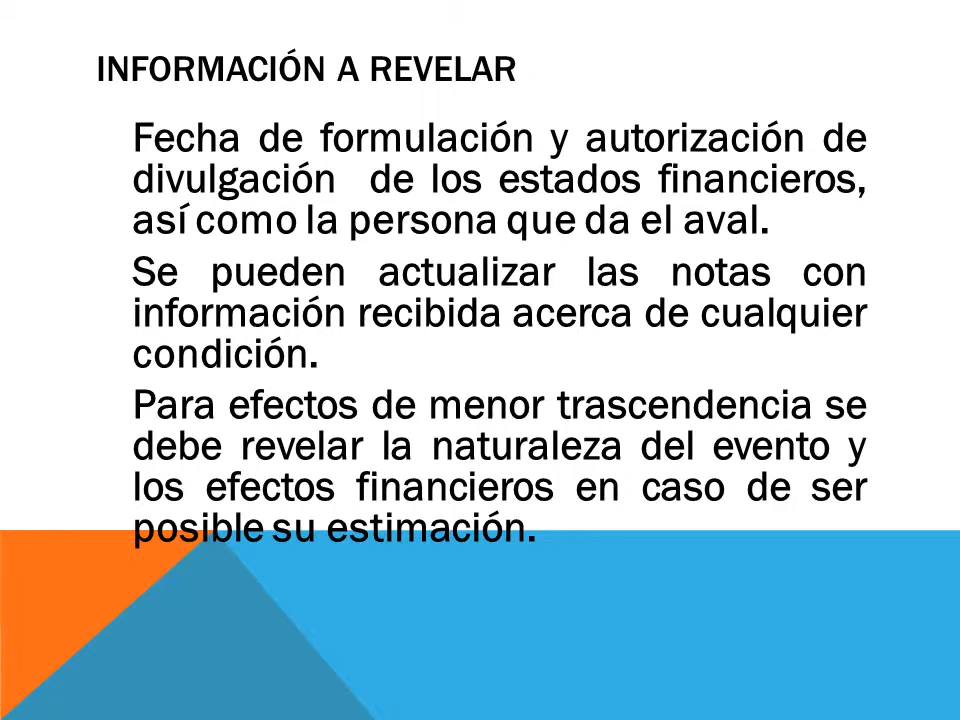 INFORMACIÓN A REVELAR
Fecha de formulación y autorización de
divulgación de los estados financieros,
así como la persona que da el aval.
Se pueden actualizar las notas con
información recibida acerca de cualquier
condición.
Para efectos de menor trascendencia se
debe revelar la naturaleza del evento y
los efectos financieros en caso de ser
posible su estimación.